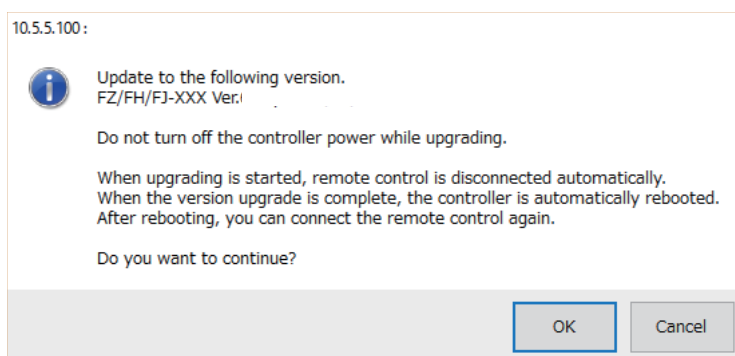 10.5.5.100 :
Update to the following version.
FZ/FH/FJ-XXX Ver.
Do not turn off the controller power while upgrading.
When upgrading is started, remote control is disconnected automatically.
When the version upgrade is complete, the controller is automatically rebooted.
After rebooting, you can connect the remote control again.
Do you want to continue?
OK
Cancel